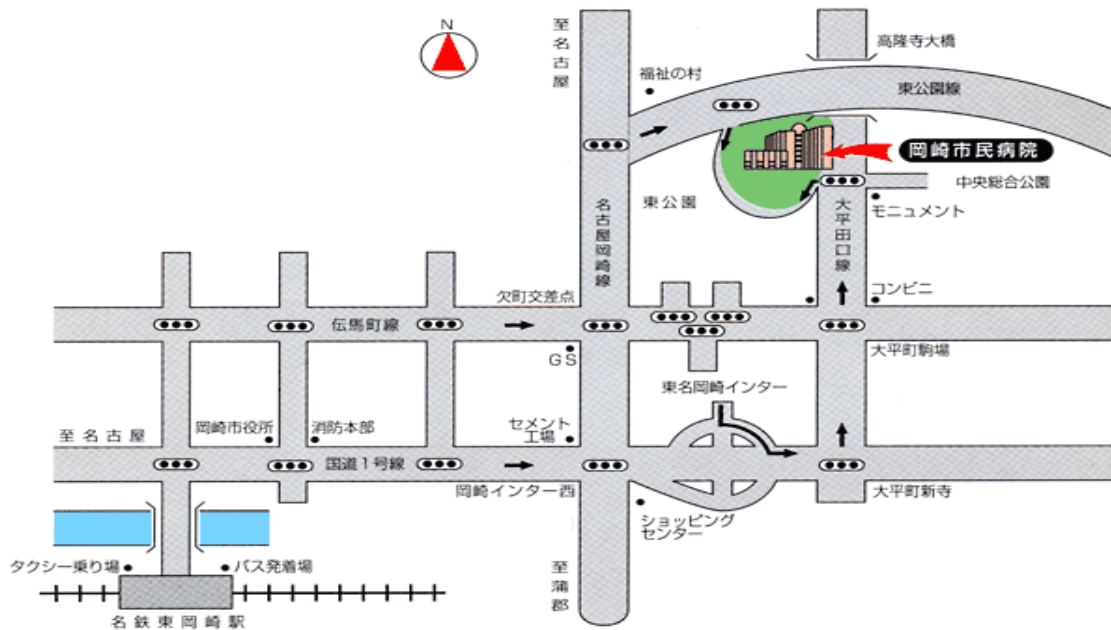 N
至名古屋
高隆寺大橋
福祉の村
東公園線
岡崎市民病院
中央総合公園
東公園
モニュメント
名古屋岡崎線
大平田口線
欠町交差点
コンビニ
伝馬町線
GS
大平町駒場
東名岡崎インター
至名古屋
岡崎市役所
消防本部
セメント
工場
国道1号線
岡崎インター西
大平町新寺
ショッピング
センター
タクシー乗り場
バス発着場
至蒲郡
名鉄東岡崎駅